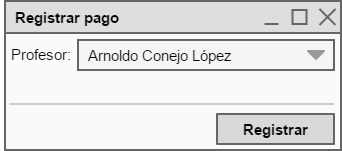 Registrar pago
Profesor: Arnoldo Conejo López
Registrar